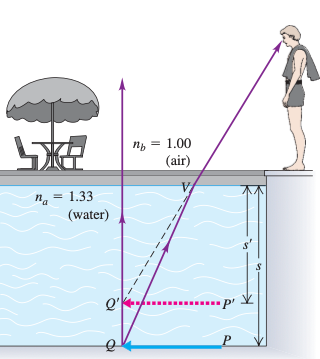 n_b = 1.00
(air)
V
n_a = 1.33
(water)
s'
s
Q'
P'
Q
P